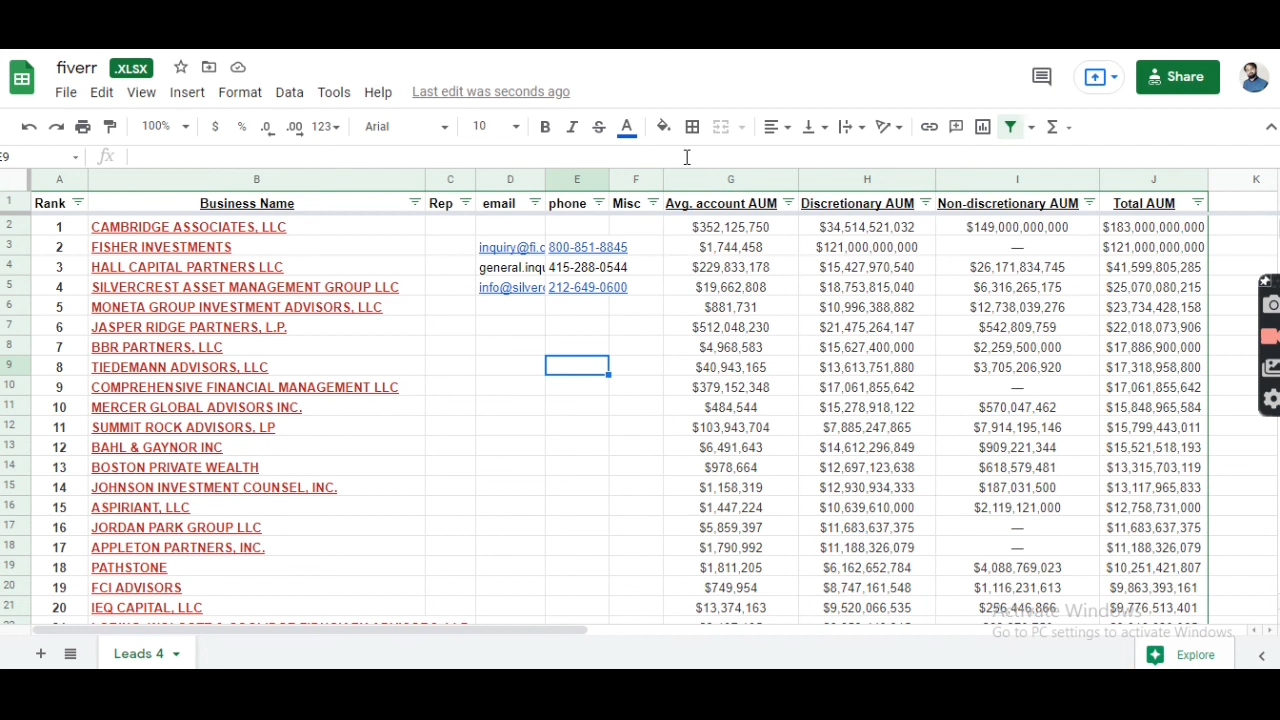 fiverr .XLSX
File Edit View Insert Format Data Tools Help Last edit was seconds ago
Share
100% $ % .0 .00 123 Arial 10 B I S A
E9 fx
A B C D E F G H I J K
1 Rank Business Name Rep email phone Misc Avg. account AUM Discretionary AUM Non-discretionary AUM Total AUM
2 1 CAMBRIDGE ASSOCIATES, LLC $352,125,750 $34,514,521,032 $149,000,000,000 $183,000,000,000
3 2 FISHER INVESTMENTS inquiry@fi.c 800-851-8845 $1,744,458 $121,000,000,000 — $121,000,000,000
4 3 HALL CAPITAL PARTNERS LLC general.inqu 415-288-0544 $229,833,178 $15,427,970,540 $26,171,834,745 $41,599,805,285
5 4 SILVERCREST ASSET MANAGEMENT GROUP LLC info@silverc 212-649-0600 $19,662,808 $18,753,815,040 $6,316,265,175 $25,070,080,215
6 5 MONETA GROUP INVESTMENT ADVISORS, LLC $881,731 $10,996,388,882 $12,738,039,276 $23,734,428,158
7 6 JASPER RIDGE PARTNERS, L.P. $512,048,230 $21,475,264,147 $542,809,759 $22,018,073,906
8 7 BBR PARTNERS, LLC $4,968,583 $15,627,400,000 $2,259,500,000 $17,886,900,000
9 8 TIEDEMANN ADVISORS, LLC $40,943,165 $13,613,751,880 $3,705,206,920 $17,318,958,800
10 9 COMPREHENSIVE FINANCIAL MANAGEMENT LLC $379,152,348 $17,061,855,642 — $17,061,855,642
11 10 MERCER GLOBAL ADVISORS INC. $484,544 $15,278,918,122 $570,047,462 $15,848,965,584
12 11 SUMMIT ROCK ADVISORS, LP $103,943,704 $7,885,247,865 $7,914,195,146 $15,799,443,011
13 12 BAHL & GAYNOR INC $6,491,643 $14,612,296,849 $909,221,344 $15,521,518,193
14 13 BOSTON PRIVATE WEALTH $978,664 $12,697,123,638 $618,579,481 $13,315,703,119
15 14 JOHNSON INVESTMENT COUNSEL, INC. $1,158,319 $12,930,934,333 $187,031,500 $13,117,965,833
16 15 ASPIRIANT, LLC $1,447,224 $10,639,610,000 $2,119,121,000 $12,758,731,000
17 16 JORDAN PARK GROUP LLC $5,859,397 $11,683,637,375 — $11,683,637,375
18 17 APPLETON PARTNERS, INC. $1,790,992 $11,188,326,079 — $11,188,326,079
19 18 PATHSTONE $1,811,205 $6,162,652,784 $4,088,769,023 $10,251,421,807
20 19 FCI ADVISORS $749,954 $8,747,161,548 $1,116,231,613 $9,863,393,161
21 20 IEQ CAPITAL, LLC $13,374,163 $9,520,066,535 $256,446,866 $9,776,513,401
Activate Windows
Go to PC settings to activate Windows.
Leads 4 Explore